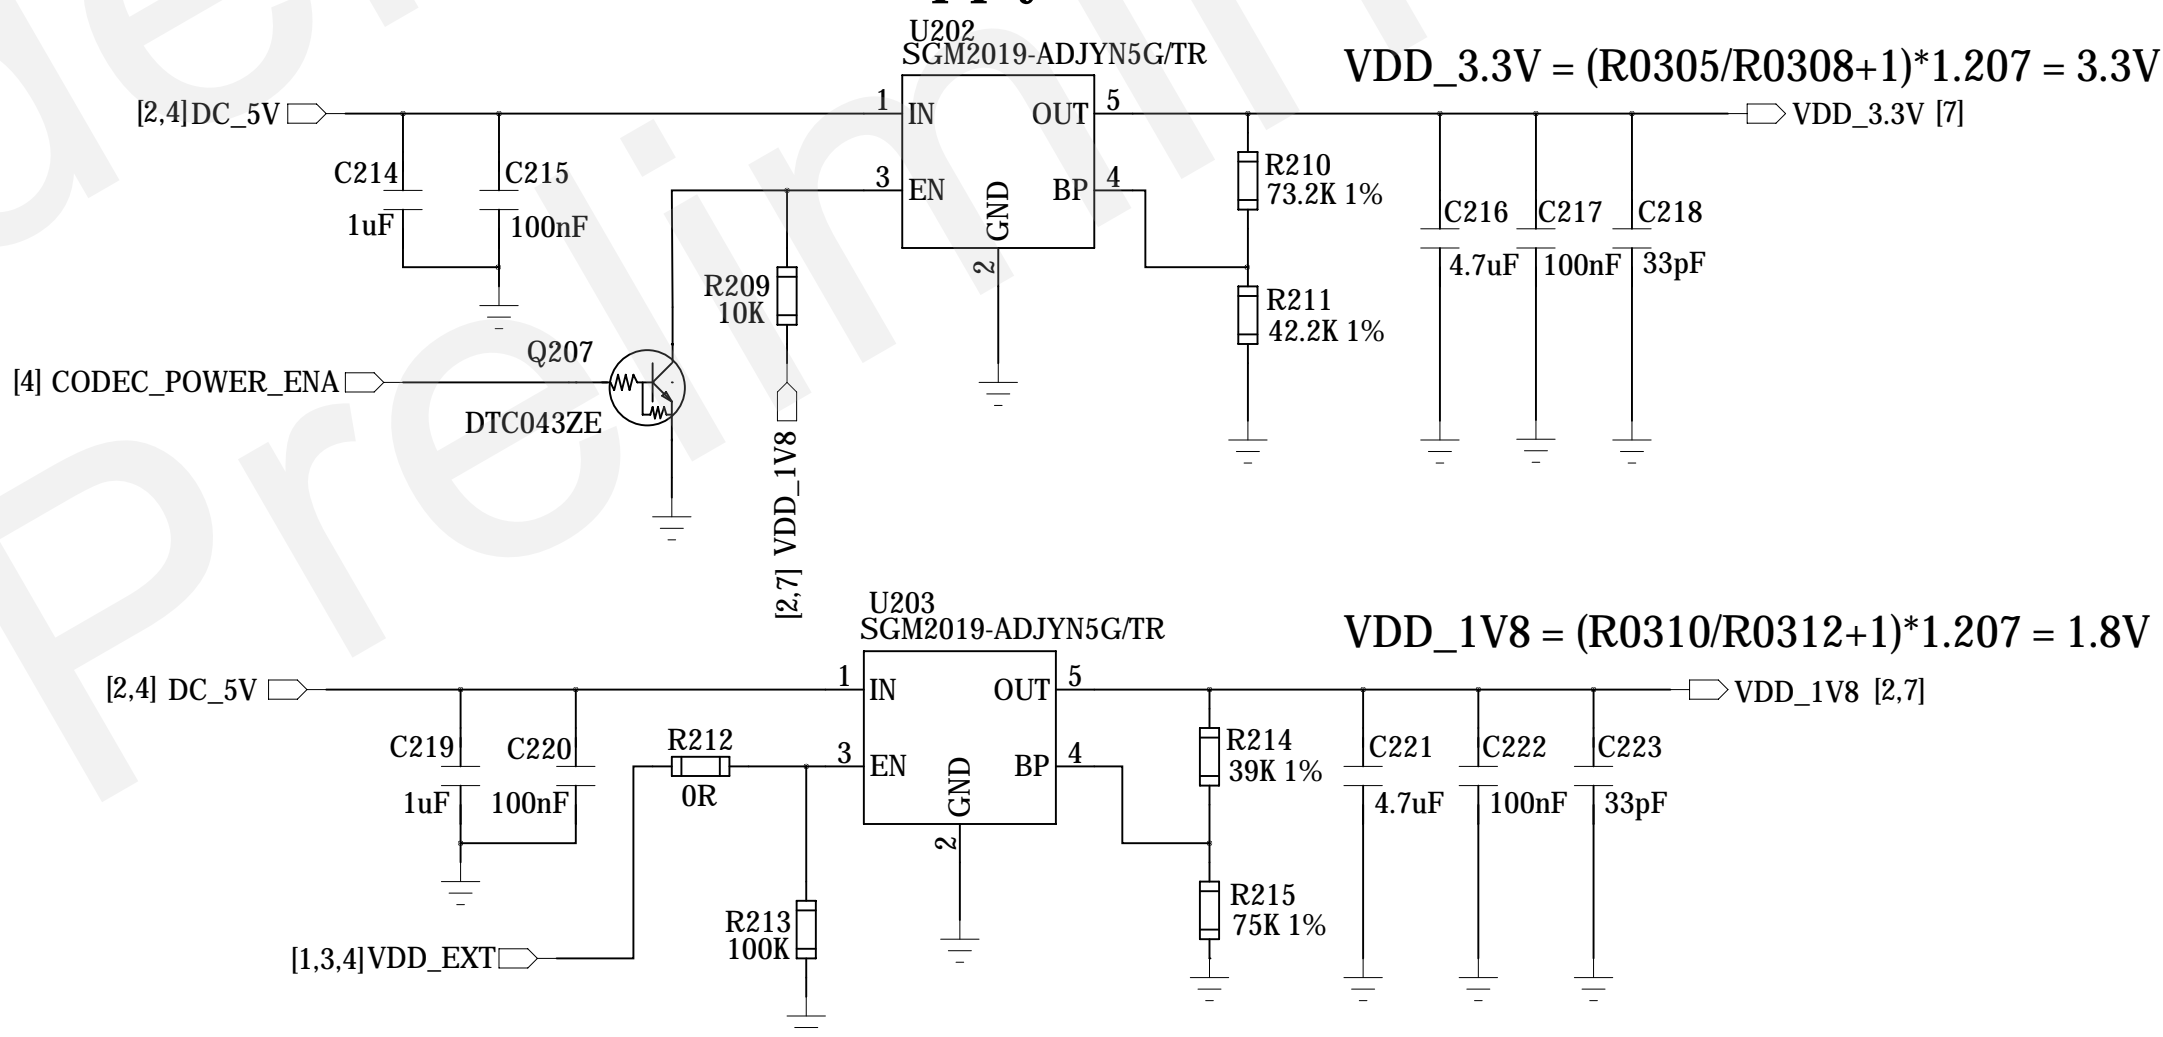 U202
SGM2019-ADJYN5G/TR
VDD_3.3V = (R0305/R0308+1)*1.207 = 3.3V
[2,4]DC_5V
1
IN
OUT
5
VDD_3.3V [7]
C214
1uF
C215
100nF
3
EN
GND
BP
4
2
R210
73.2K 1%
C216
4.7uF
C217
100nF
C218
33pF
R209
10K
R211
42.2K 1%
Q207
[4] CODEC_POWER_ENA
DTC043ZE
[2,7] VDD_1V8
U203
SGM2019-ADJYN5G/TR
VDD_1V8 = (R0310/R0312+1)*1.207 = 1.8V
[2,4] DC_5V
1
IN
OUT
5
VDD_1V8 [2,7]
C219
1uF
C220
100nF
R212
0R
3
EN
GND
BP
4
2
R214
39K 1%
C221
4.7uF
C222
100nF
C223
33pF
R213
100K
R215
75K 1%
[1,3,4]VDD_EXT